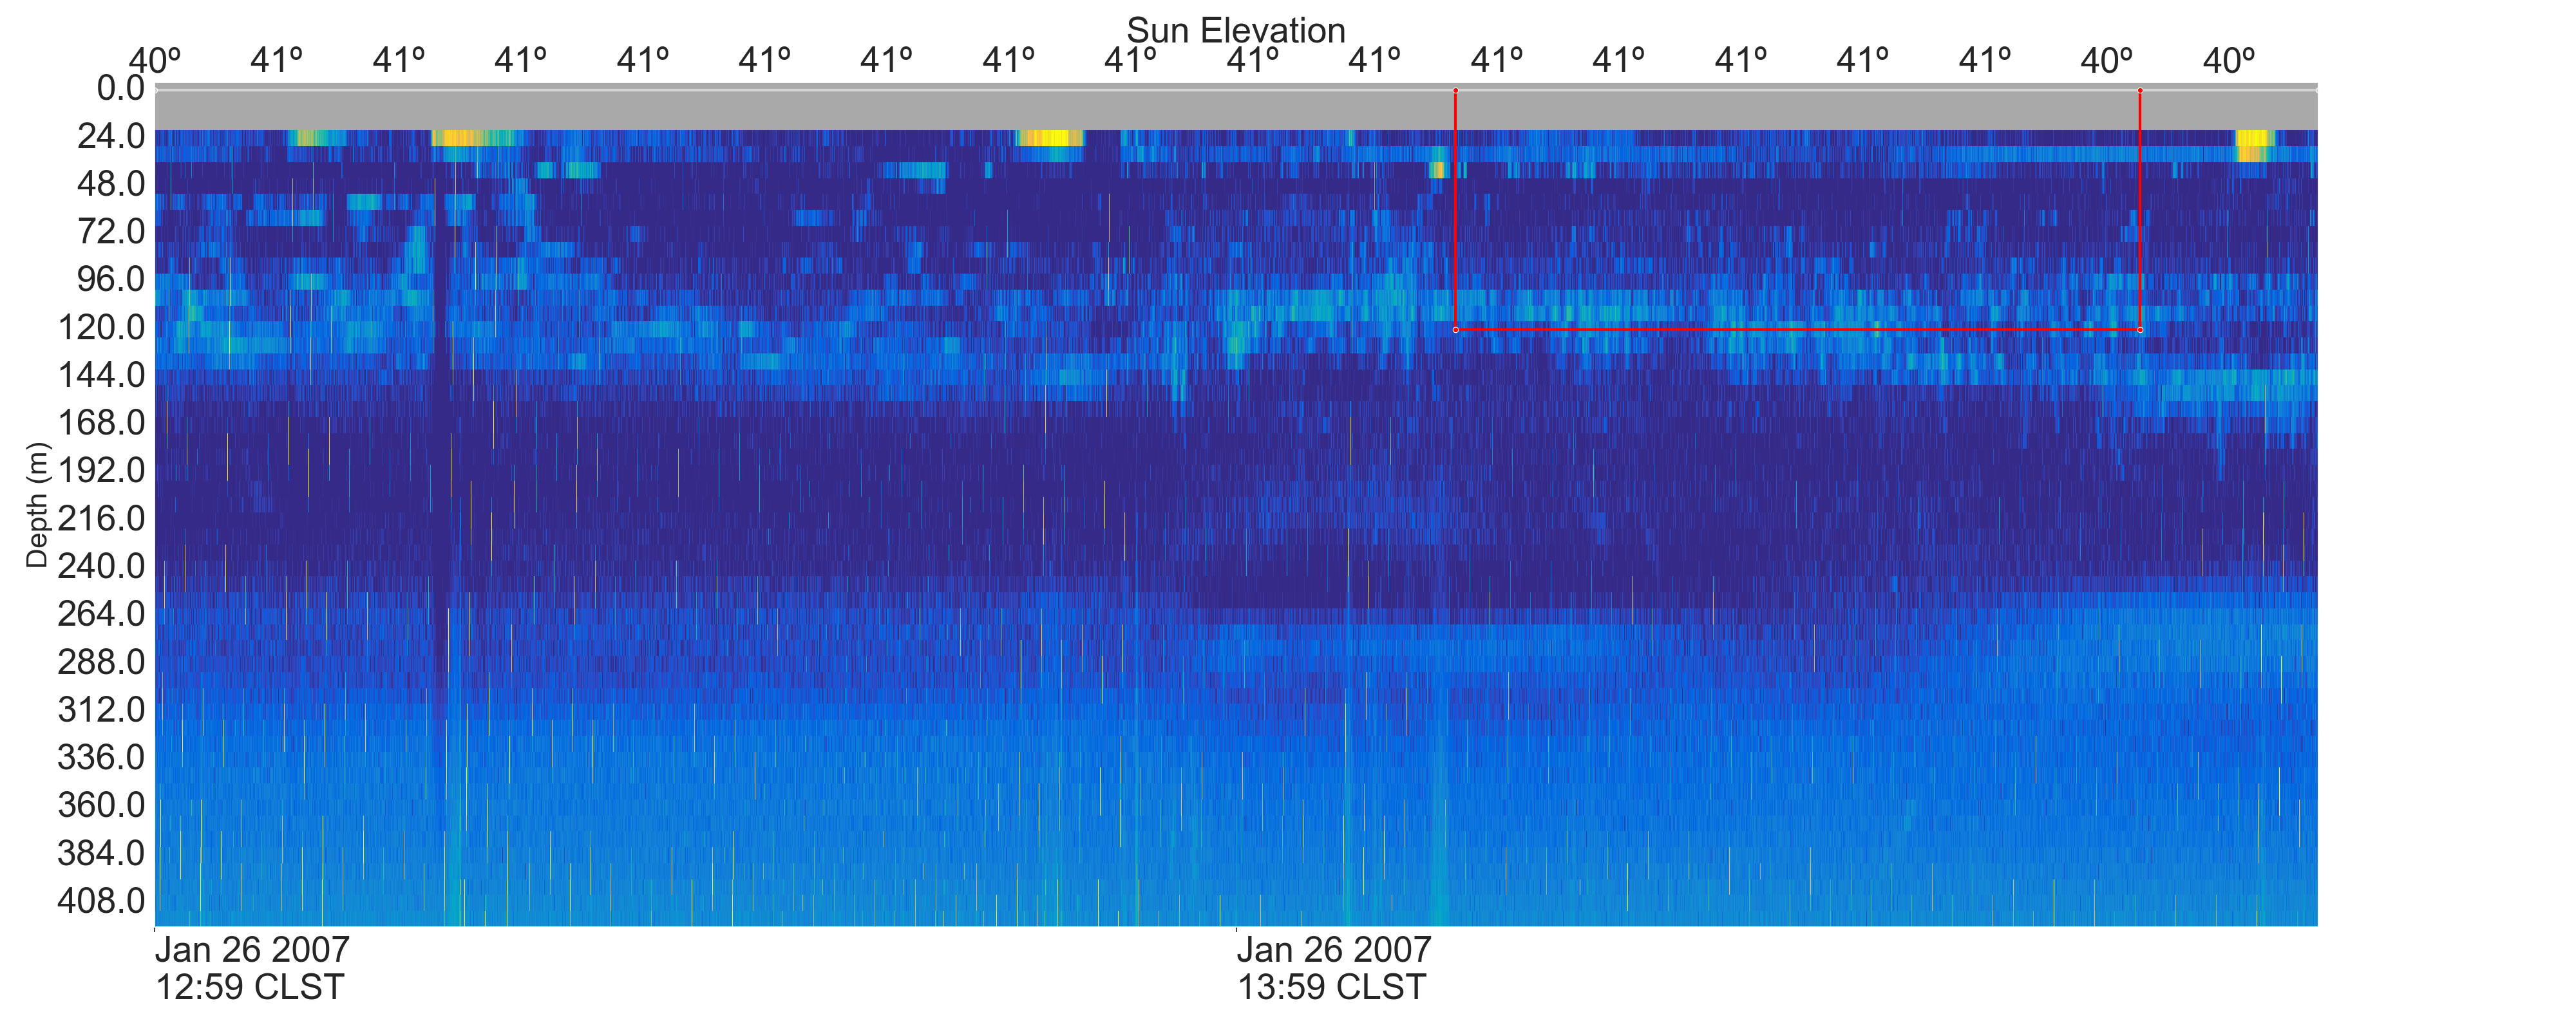 Sun Elevation
40º 41º 41º 41º 41º 41º 41º 41º 41º 41º 41º 41º 41º 41º 41º 41º 40º 40º
0.0
24.0
48.0
72.0
96.0
120.0
144.0
168.0
192.0
216.0
240.0
264.0
288.0
312.0
336.0
360.0
384.0
408.0
Depth (m)
Jan 26 2007
12:59 CLST
Jan 26 2007
13:59 CLST